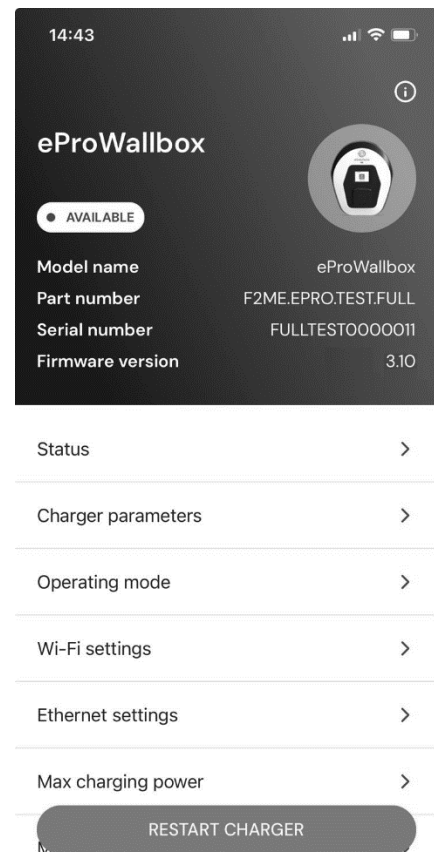 14:43
eProWallbox
AVAILABLE
Model name eProWallbox
Part number F2ME.EPRO.TEST.FULL
Serial number FULLTEST0000011
Firmware version 3.10
Status
Charger parameters
Operating mode
Wi-Fi settings
Ethernet settings
Max charging power
RESTART CHARGER